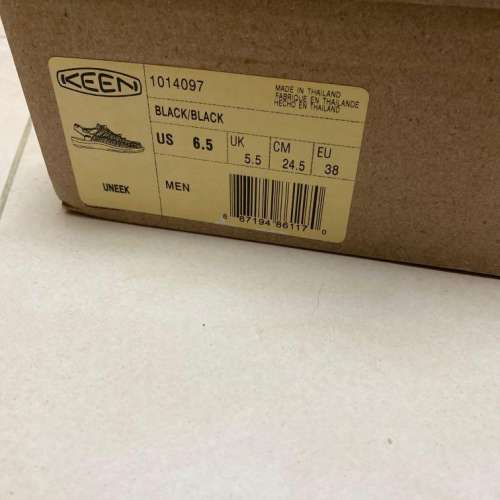 KEEN
1014097
MADE IN THAILAND
FABRIQUE EN THAILANDE
HECHO EN THAILAND
BLACK/BLACK
US 6.5
UK 5.5
CM 24.5
EU 38
UNEEK
MEN
6 87194 86117 0